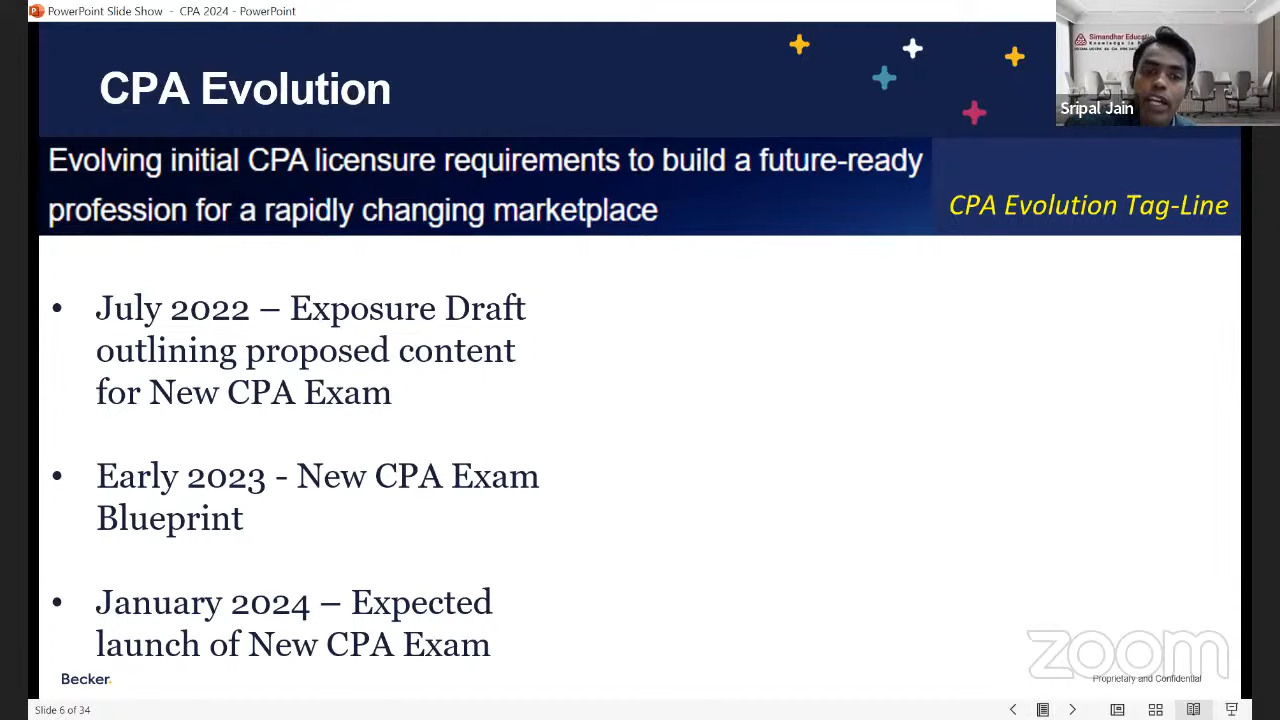 PowerPoint Slide Show - CPA 2024 - PowerPoint
CPA Evolution
Simandhar Educatio
Sripal Jain
Evolving initial CPA licensure requirements to build a future-ready
profession for a rapidly changing marketplace
CPA Evolution Tag-Line
• July 2022 – Exposure Draft
outlining proposed content
for New CPA Exam
• Early 2023 - New CPA Exam
Blueprint
• January 2024 – Expected
launch of New CPA Exam
Becker.
zoom
Proprietary and Confidential
Slide 6 of 34